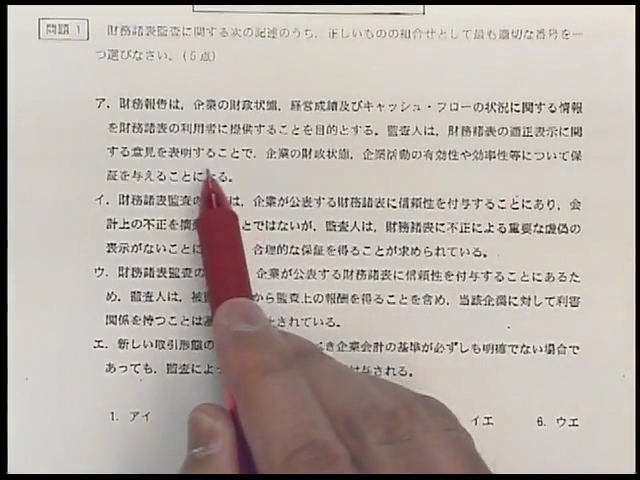 問題 1 財務諸表監査に関する次の記述のうち、正しいものの組合せとして最も適切な番号を一
つ選びなさい。(5点)
ア．財務報告は、企業の財政状態、経営成績及びキャッシュ・フローの状況に関する情報
を財務諸表の利用者に提供することを目的とする。監査人は、財務諸表の適正表示に関
する意見を表明することで、企業の財政状態、企業活動の有効性や効率性等について保
証を与えることになる。
イ．財務諸表監査の は、企業が公表する財務諸表に信頼性を付与することにあり、会
計上の不正を摘 とではないが、監査人は、財務諸表に不正による重要な虚偽の
表示がないことに 合理的な保証を得ることが求められている。
ウ．財務諸表監査の 企業が公表する財務諸表に信頼性を付与することにあるた
め、監査人は、被 から監査上の報酬を得ることを含め、当該企業に対して利害
関係を持つことは 止されている。
エ．新しい取引形態の き企業会計の基準が必ずしも明確でない場合で
あっても、監査によっ は与される。
1. アイ イエ 6. ウエ